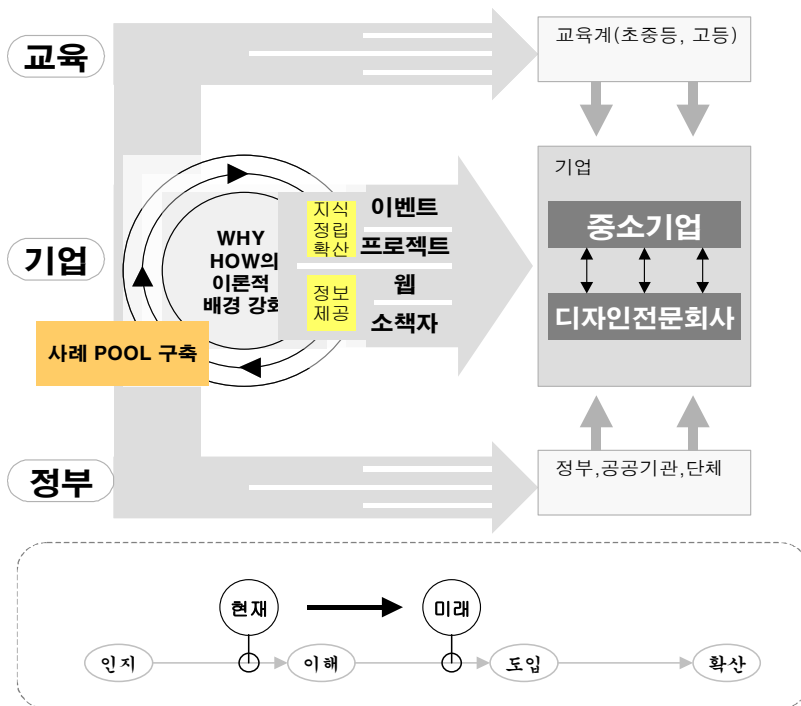 교육
교육계(초중등, 고등)
기업
기업
중소기업
디자인전문회사
WHY
HOW의
이론적
배경 강화
지식
정립
확산
이벤트
프로젝트
정보
제공
웹
소책자
사례 POOL 구축
정부
정부,공공기관,단체
현재
미래
인지
이해
도입
확산